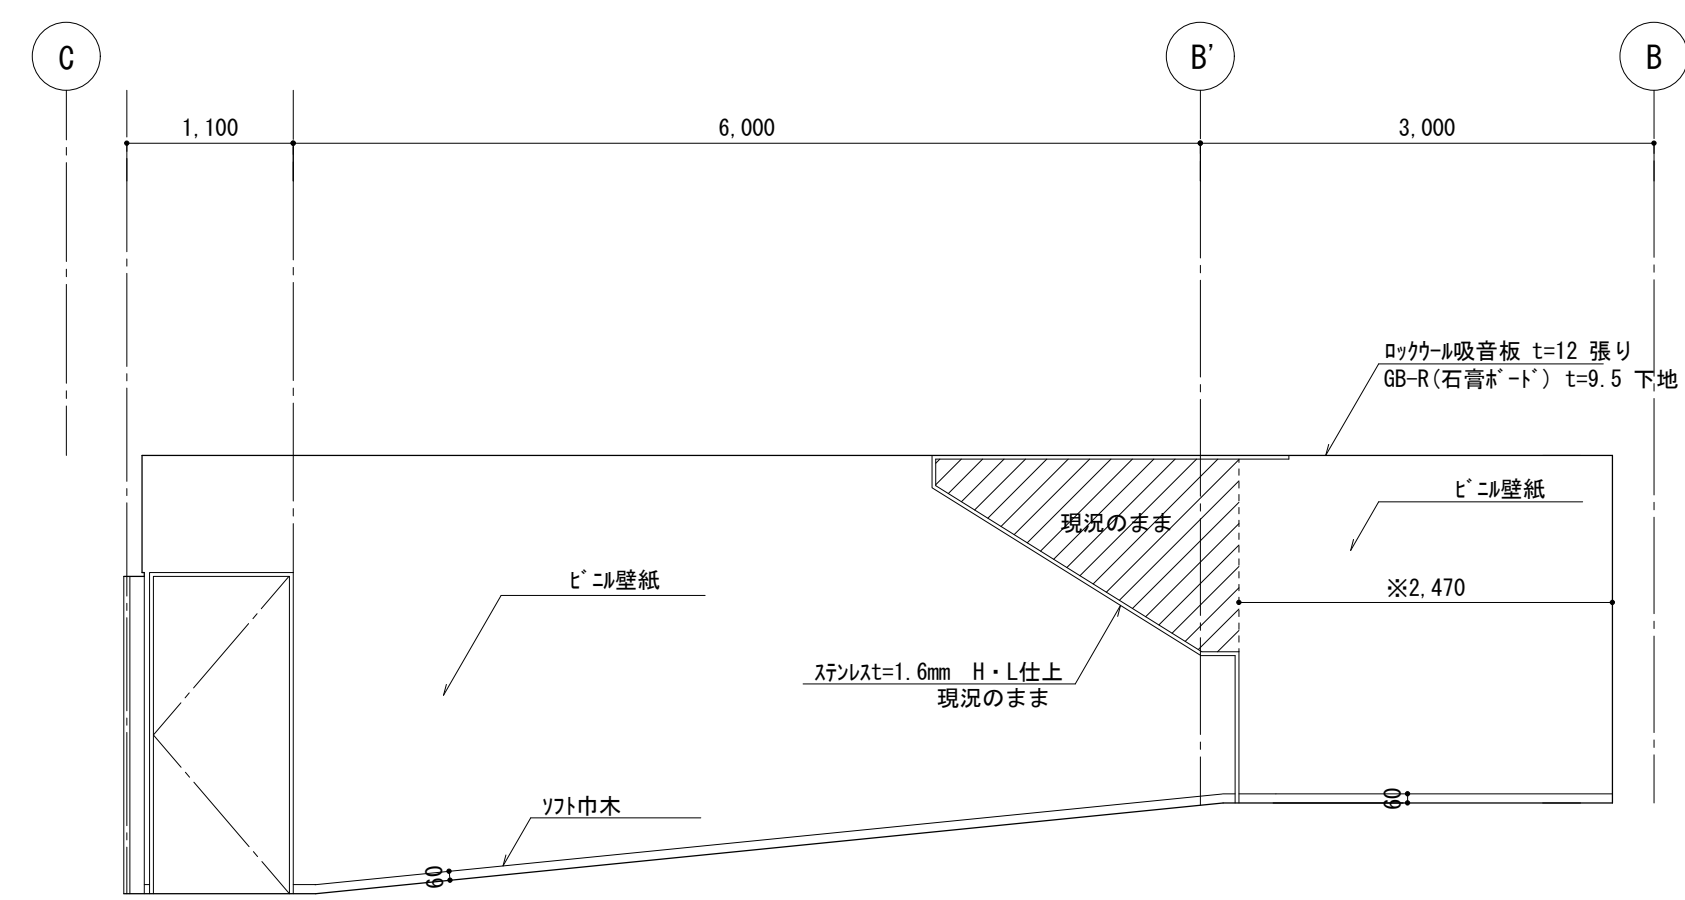 C
B'
B
1,100
6,000
3,000
ﾛｯｸｳｰﾙ吸音板 t=12 張り
GB-R(石膏ﾎﾞｰﾄﾞ) t=9.5 下地
ﾋﾞﾆﾙ壁紙
現況のまま
ﾋﾞﾆﾙ壁紙
※2,470
ｽﾃﾝﾚｽt=1.6mm H・L仕上
現況のまま
ｿﾌﾄ巾木
60
60